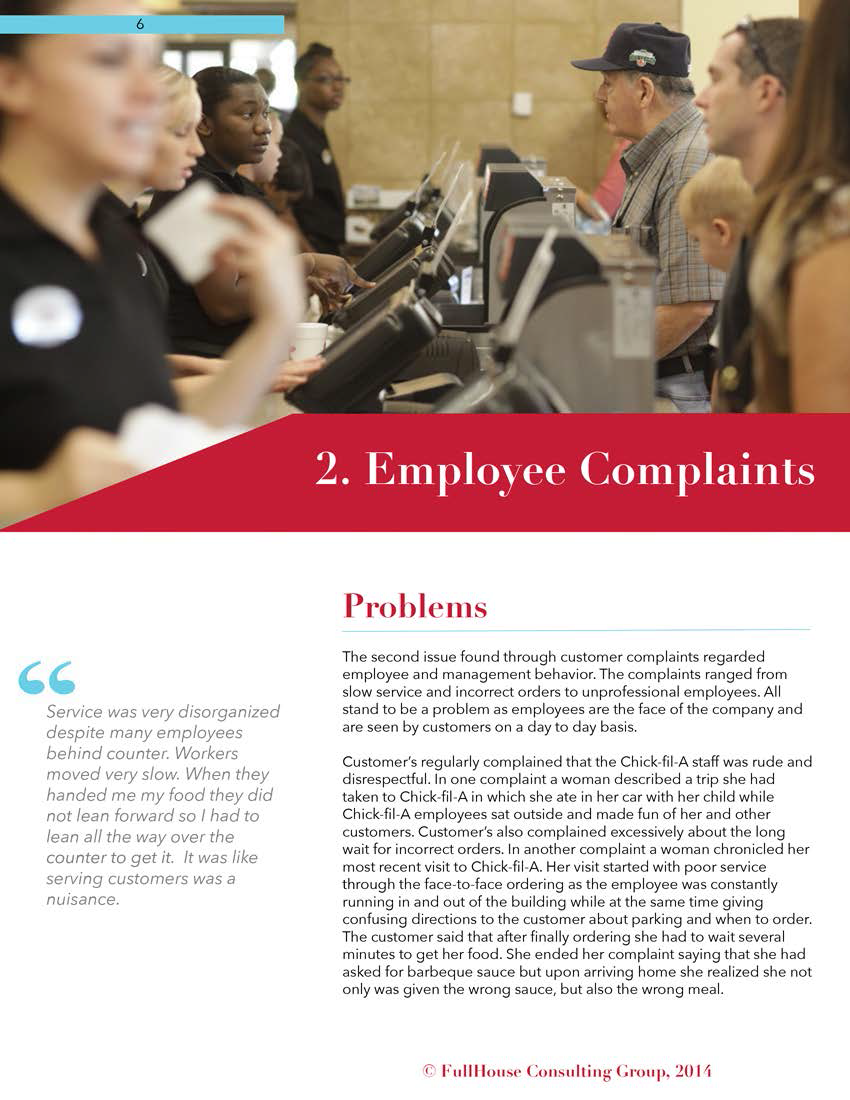 6
2. Employee Complaints
Problems
The second issue found through customer complaints regarded
employee and management behavior. The complaints ranged from
slow service and incorrect orders to unprofessional employees. All
stand to be a problem as employees are the face of the company and
are seen by customers on a day to day basis.
Customer’s regularly complained that the Chick-fil-A staff was rude and
disrespectful. In one complaint a woman described a trip she had
taken to Chick-fil-A in which she ate in her car with her child while
Chick-fil-A employees sat outside and made fun of her and other
customers. Customer’s also complained excessively about the long
wait for incorrect orders. In another complaint a woman chronicled her
most recent visit to Chick-fil-A. Her visit started with poor service
through the face-to-face ordering as the employee was constantly
running in and out of the building while at the same time giving
confusing directions to the customer about parking and when to order.
The customer said that after finally ordering she had to wait several
minutes to get her food. She ended her complaint saying that she had
asked for barbeque sauce but upon arriving home she realized she not
only was given the wrong sauce, but also the wrong meal.
“
Service was very disorganized
despite many employees
behind counter. Workers
moved very slow. When they
handed me my food they did
not lean forward so I had to
lean all the way over the
counter to get it.  It was like
serving customers was a
nuisance.
© FullHouse Consulting Group, 2014